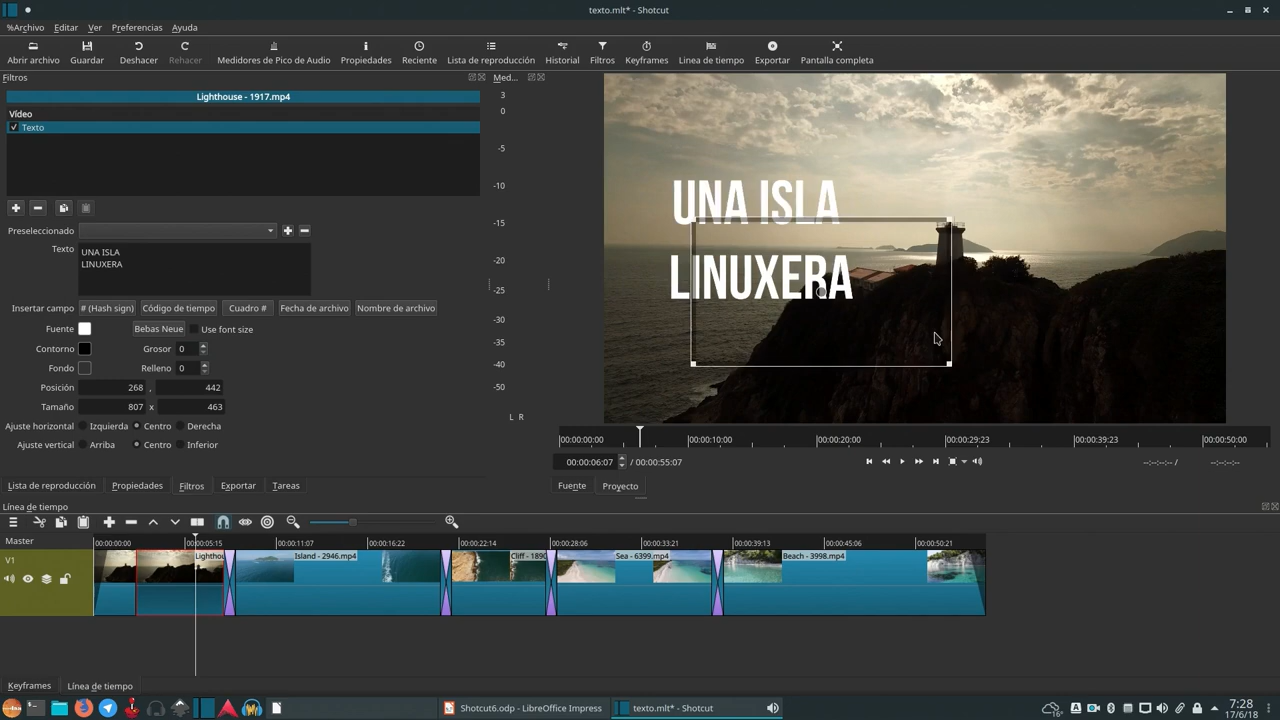 texto.mlt* - Shotcut
%Archivo Editar Ver Preferencias Ayuda
Abrir archivo Guardar Deshacer Rehacer Medidores de Pico de Audio Propiedades Reciente Lista de reproducción Historial Filtros Keyframes Línea de tiempo Exportar Pantalla completa
Filtros
Med...
Lighthouse - 1917.mp4
Vídeo
Texto
3
0
-5
-10
-15
-20
-25
-30
-35
-40
-50
L R
Preseleccionado
Texto
UNA ISLA
LINUXERA
Insertar campo # (Hash sign) Código de tiempo Cuadro # Fecha de archivo Nombre de archivo
Fuente Bebas Neue Use font size
Contorno Grosor 0
Fondo Relleno 0
Posición 268 , 442
Tamaño 807 x 463
Ajuste horizontal Izquierda Centro Derecha
Ajuste vertical Arriba Centro Inferior
Lista de reproducción Propiedades Filtros Exportar Tareas
UNA ISLA
LINUXERA
00:00:00:00 00:00:10:00 00:00:20:00 00:00:29:23 00:00:39:23 00:00:50:00
00:00:06:07 / 00:00:55:07 --:--:--:-- / --:--:--:--
Fuente Proyecto
Línea de tiempo
Master
00:00:00:00 00:00:05:15 00:00:11:07 00:00:16:22 00:00:22:14 00:00:28:06 00:00:33:21 00:00:39:13 00:00:45:06 00:00:50:21
V1
Lighthou Island - 2946.mp4 Cliff - 1890 Sea - 6399.mp4 Beach - 3998.mp4
Keyframes Línea de tiempo
Shotcut6.odp - LibreOffice Impress
texto.mlt* - Shotcut
16°
7:28
17/6/18